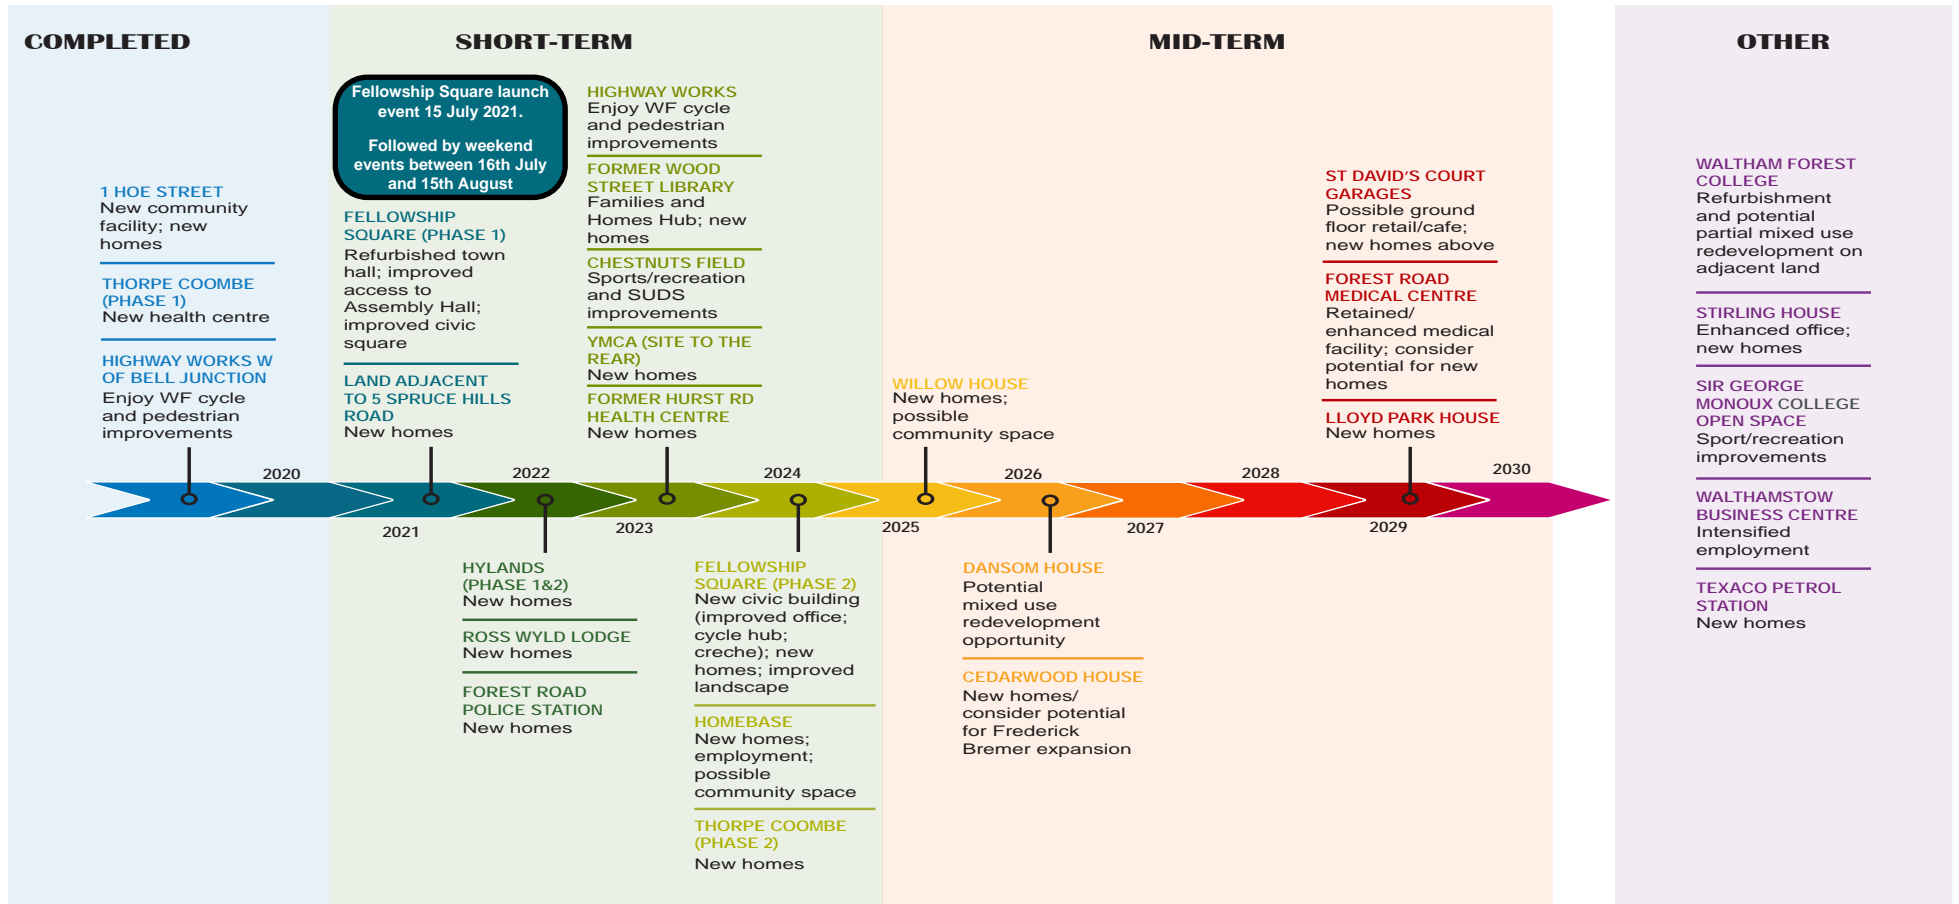 COMPLETED
SHORT-TERM
MID-TERM
OTHER
1 HOE STREET
New community
facility; new
homes
THORPE COOMBE
(PHASE 1)
New health centre
HIGHWAY WORKS W
OF BELL JUNCTION
Enjoy WF cycle
and pedestrian
improvements
Fellowship Square launch
event 15 July 2021.
Followed by weekend
events between 16th July
and 15th August
FELLOWSHIP
SQUARE (PHASE 1)
Refurbished town
hall; improved
access to
Assembly Hall;
improved civic
square
LAND ADJACENT
TO 5 SPRUCE HILLS
ROAD
New homes
HIGHWAY WORKS
Enjoy WF cycle
and pedestrian
improvements
FORMER WOOD
STREET LIBRARY
Families and
Homes Hub; new
homes
CHESTNUTS FIELD
Sports/recreation
and SUDS
improvements
YMCA (SITE TO THE
REAR)
New homes
FORMER HURST RD
HEALTH CENTRE
New homes
WILLOW HOUSE
New homes;
possible
community space
ST DAVID'S COURT
GARAGES
Possible ground
floor retail/cafe;
new homes above
FOREST ROAD
MEDICAL CENTRE
Retained/
enhanced medical
facility; consider
potential for new
homes
LLOYD PARK HOUSE
New homes
2020
2021
2022
2023
2024
2025
2026
2027
2028
2029
2030
HYLANDS
(PHASE 1&2)
New homes
ROSS WYLD LODGE
New homes
FOREST ROAD
POLICE STATION
New homes
FELLOWSHIP
SQUARE (PHASE 2)
New civic building
(improved office;
cycle hub;
creche); new
homes; improved
landscape
HOMEBASE
New homes;
employment;
possible
community space
THORPE COOMBE
(PHASE 2)
New homes
DANSOM HOUSE
Potential
mixed use
redevelopment
opportunity
CEDARWOOD HOUSE
New homes/
consider potential
for Frederick
Bremer expansion
WALTHAM FOREST
COLLEGE
Refurbishment
and potential
partial mixed use
redevelopment on
adjacent land
STIRLING HOUSE
Enhanced office;
new homes
SIR GEORGE
MONOUX COLLEGE
OPEN SPACE
Sport/recreation
improvements
WALTHAMSTOW
BUSINESS CENTRE
Intensified
employment
TEXACO PETROL
STATION
New homes